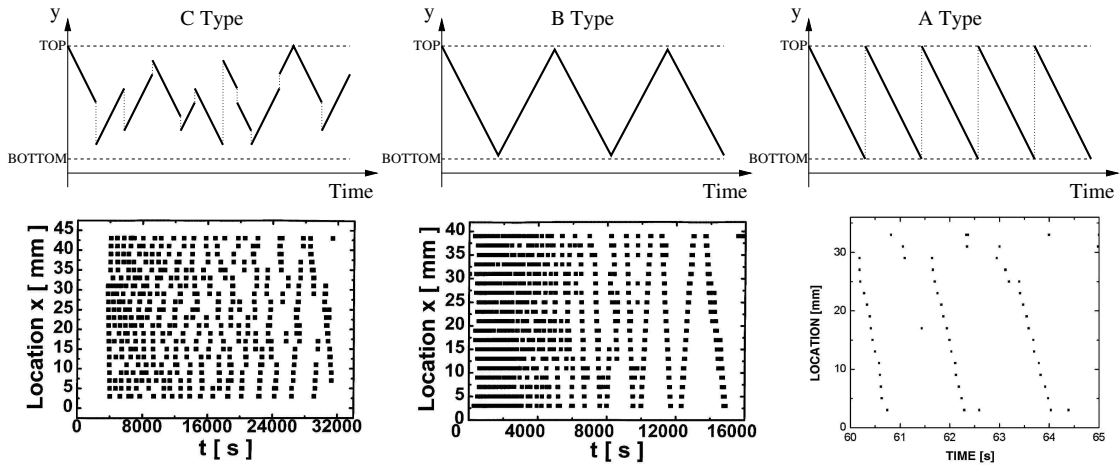 C Type
y
TOP
BOTTOM
Time
B Type
y
TOP
BOTTOM
Time
A Type
y
TOP
BOTTOM
Time
Location x [ mm ]
45
40
35
30
25
20
15
10
5
0
0 8000 16000 24000 32000
t [ s ]
Location x [ mm ]
40
35
30
25
20
15
10
5
0
0 4000 8000 12000 16000
t [ s ]
LOCATION [mm]
30
20
10
0
60 61 62 63 64 65
TIME [s]